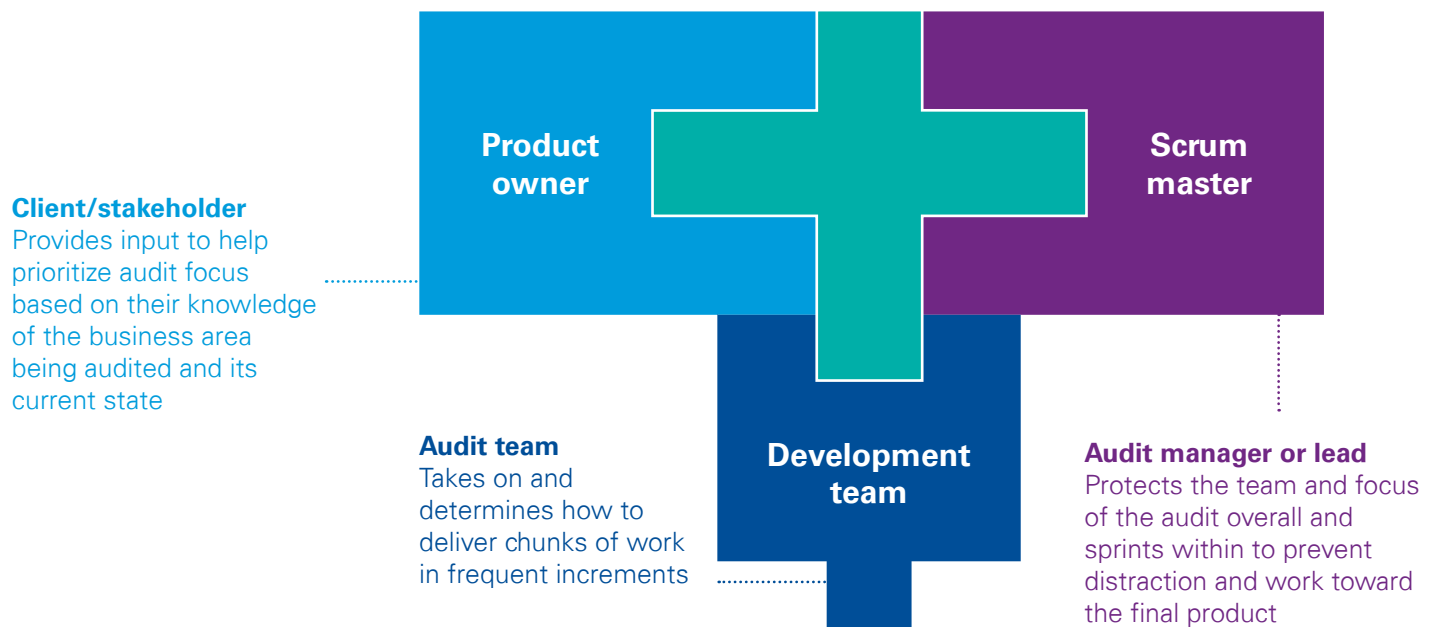 Product
owner
Scrum
master
Client/stakeholder
Provides input to help
prioritize audit focus
based on their knowledge
of the business area
being audited and its
current state
Audit team
Takes on and
determines how to
deliver chunks of work
in frequent increments
Development
team
Audit manager or lead
Protects the team and focus
of the audit overall and
sprints within to prevent
distraction and work toward
the final product